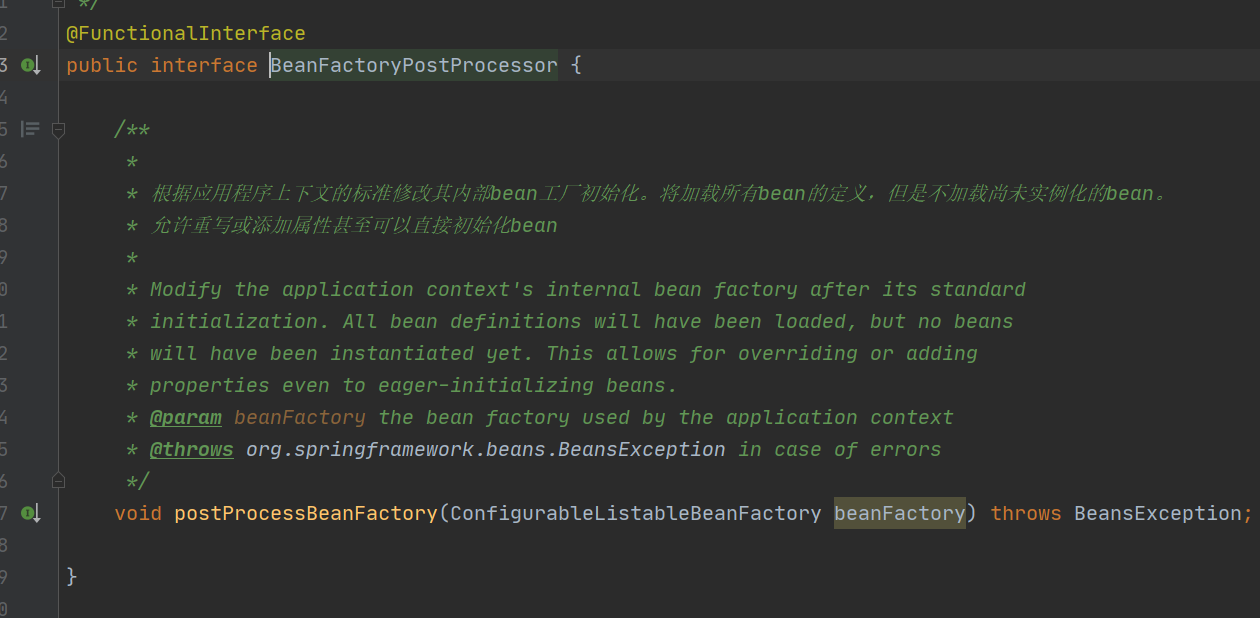 */
@FunctionalInterface
public interface BeanFactoryPostProcessor {
/**
*
* 根据应用程序上下文的标准修改其内部bean工厂初始化。将加载所有bean的定义，但是不加载尚未实例化的bean。
* 允许重写或添加属性甚至可以直接初始化bean
*
* Modify the application context's internal bean factory after its standard
* initialization. All bean definitions will have been loaded, but no beans
* will have been instantiated yet. This allows for overriding or adding
* properties even to eager-initializing beans.
* @param beanFactory the bean factory used by the application context
* @throws org.springframework.beans.BeansException in case of errors
*/
void postProcessBeanFactory(ConfigurableListableBeanFactory beanFactory) throws BeansException;
}